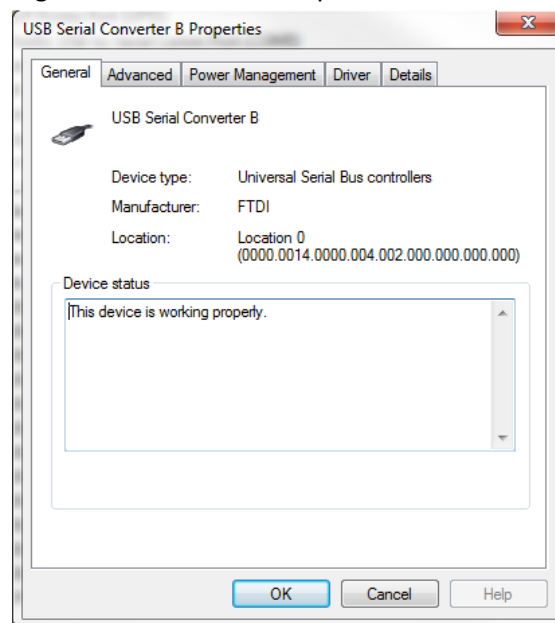 USB Serial Converter B Properties
General Advanced Power Management Driver Details
USB Serial Converter B
Device type: Universal Serial Bus controllers
Manufacturer: FTDI
Location: Location 0
(0000.0014.0000.004.002.000.000.000.000)
Device status
This device is working properly.
OK Cancel Help